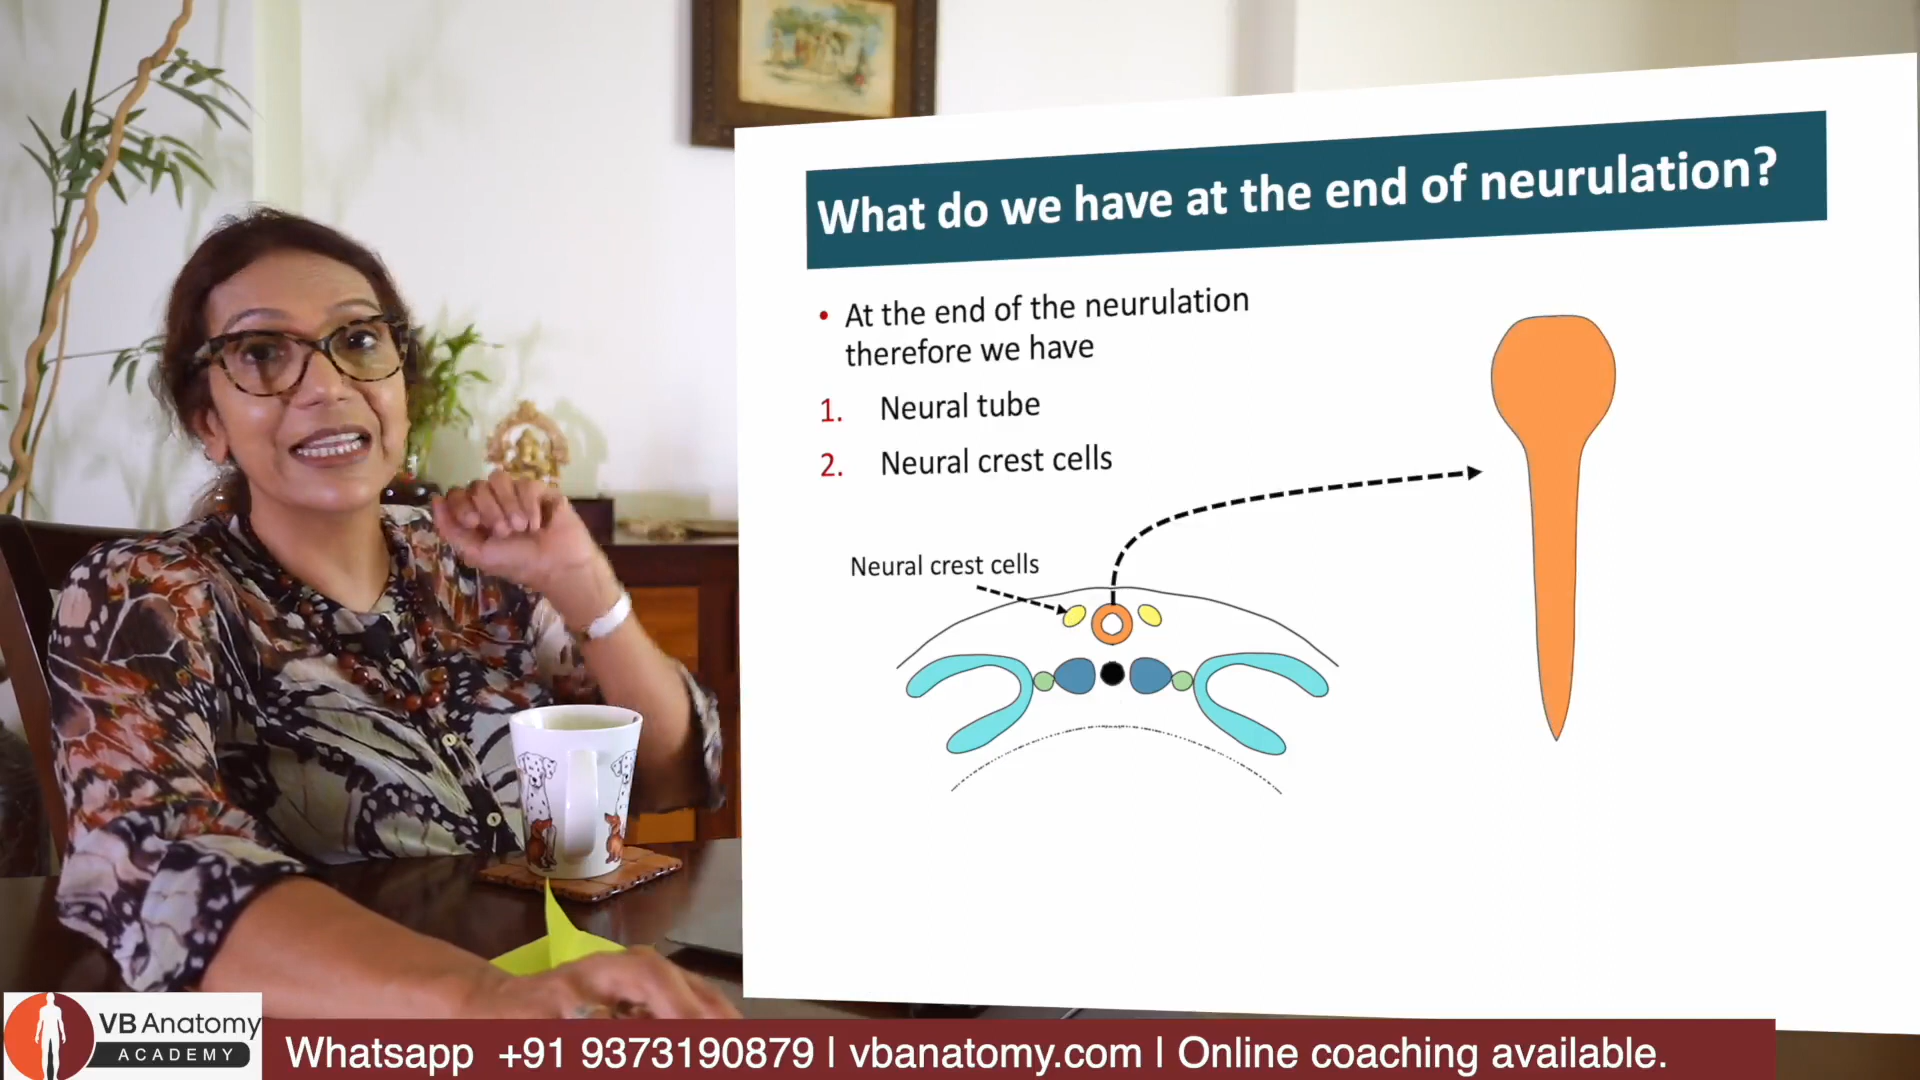 What do we have at the end of neurulation?
• At the end of the neurulation
therefore we have
1. Neural tube
2. Neural crest cells
Neural crest cells
VB Anatomy
ACADEMY
Whatsapp +91 9373190879 | vbanatomy.com | Online coaching available.